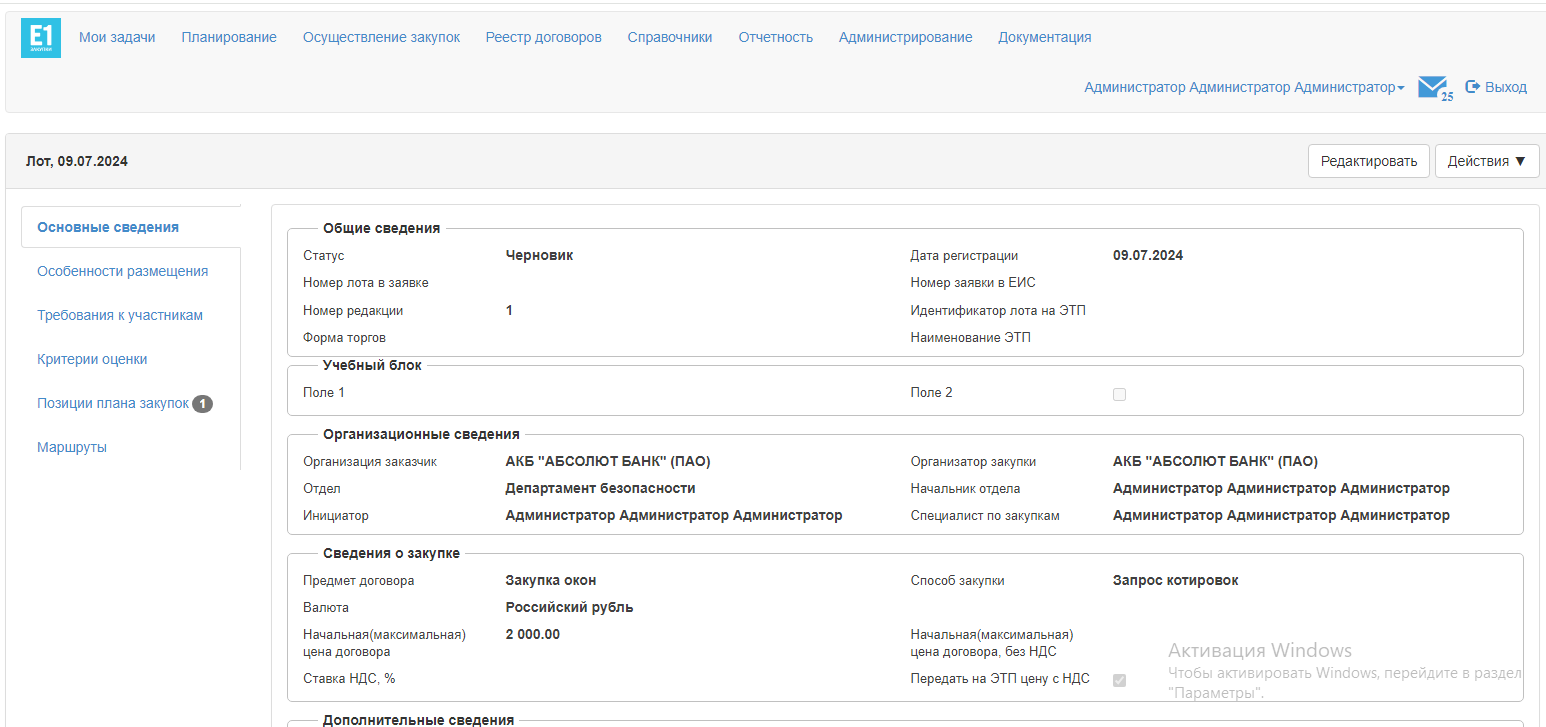 E1
закупки
Мои задачи Планирование Осуществление закупок Реестр договоров Справочники Отчетность Администрирование Документация
Администратор Администратор Администратор 25 Выход
Лот, 09.07.2024 Редактировать Действия ▼
Основные сведения
Особенности размещения
Требования к участникам
Критерии оценки
Позиции плана закупок 1
Маршруты
Общие сведения
Статус Черновик Дата регистрации 09.07.2024
Номер лота в заявке Номер заявки в ЕИС
Номер редакции 1 Идентификатор лота на ЭТП
Форма торгов Наименование ЭТП
Учебный блок
Поле 1 Поле 2
Организационные сведения
Организация заказчик АКБ "АБСОЛЮТ БАНК" (ПАО) Организатор закупки АКБ "АБСОЛЮТ БАНК" (ПАО)
Отдел Департамент безопасности Начальник отдела Администратор Администратор Администратор
Инициатор Администратор Администратор Администратор Специалист по закупкам Администратор Администратор Администратор
Сведения о закупке
Предмет договора Закупка окон Способ закупки Запрос котировок
Валюта Российский рубль
Начальная(максимальная) 2 000.00 Начальная(максимальная)
цена договора цена договора, без НДС
Ставка НДС, % Передать на ЭТП цену с НДС
Активация Windows
Чтобы активировать Windows, перейдите в раздел
"Параметры".
Дополнительные сведения